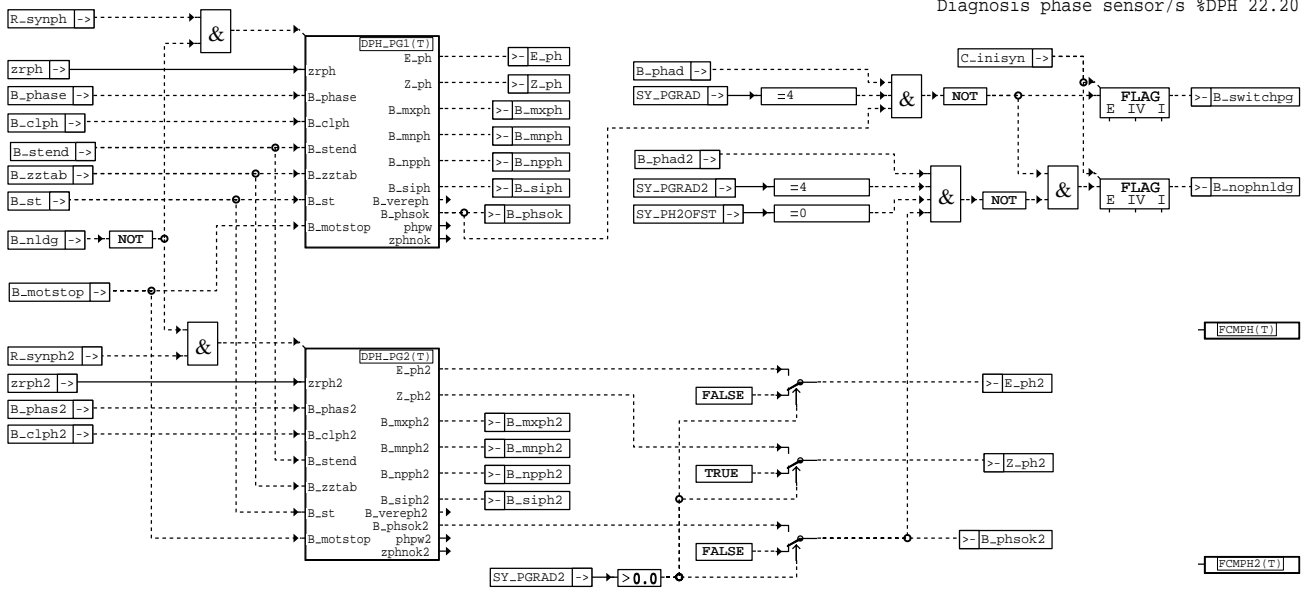 Diagnosis phase sensor/s %DPH 22.20
R_synph ->
&
zrph ->
B_phase ->
B_clph ->
B_stend ->
B_zztab ->
B_st ->
B_nldg -> NOT
B_motstop ->
DPH_PG1(T)
zrph
B_phase
B_clph
B_stend
B_zztab
B_st
B_motstop
E_ph
Z_ph
B_mxph
B_mnph
B_npph
B_siph
B_vereph
B_phsok
phpw
zphnok
>- E_ph
>- Z_ph
>- B_mxph
>- B_mnph
>- B_npph
>- B_siph
>- B_phsok
B_phad ->
SY_PGRAD -> =4
&
NOT
C_inisyn ->
FLAG
E IV I
>- B_switchpg
B_phad2 ->
SY_PGRAD2 -> =4
SY_PH2OFST -> =0
&
NOT
&
FLAG
E IV I
>- B_nophnldg
&
R_synph2 ->
zrph2 ->
B_phas2 ->
B_clph2 ->
DPH_PG2(T)
zrph2
B_phas2
B_clph2
B_stend
B_zztab
B_st
B_motstop
E_ph2
Z_ph2
B_mxph2
B_mnph2
B_npph2
B_siph2
B_vereph2
B_phsok2
phpw2
zphnok2
>- B_mxph2
>- B_mnph2
>- B_npph2
>- B_siph2
FALSE
>- E_ph2
TRUE
>- Z_ph2
FALSE
>- B_phsok2
SY_PGRAD2 -> >0.0
FCMPH(T)
FCMPH2(T)